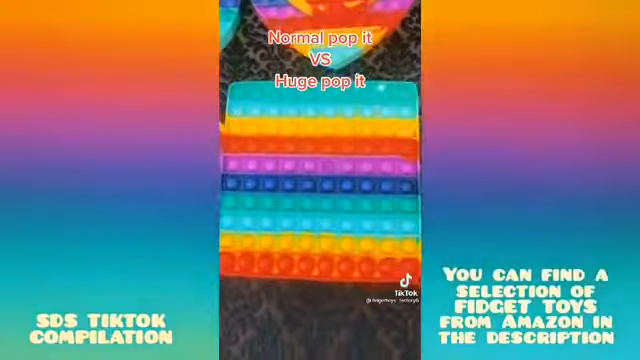 Normal pop it
VS
Huge pop it
TikTok
SDS TIKTOK
COMPILATION
YOU CAN FIND A
SELECTION OF
FIDGET TOYS
FROM AMAZON IN
THE DESCRIPTION